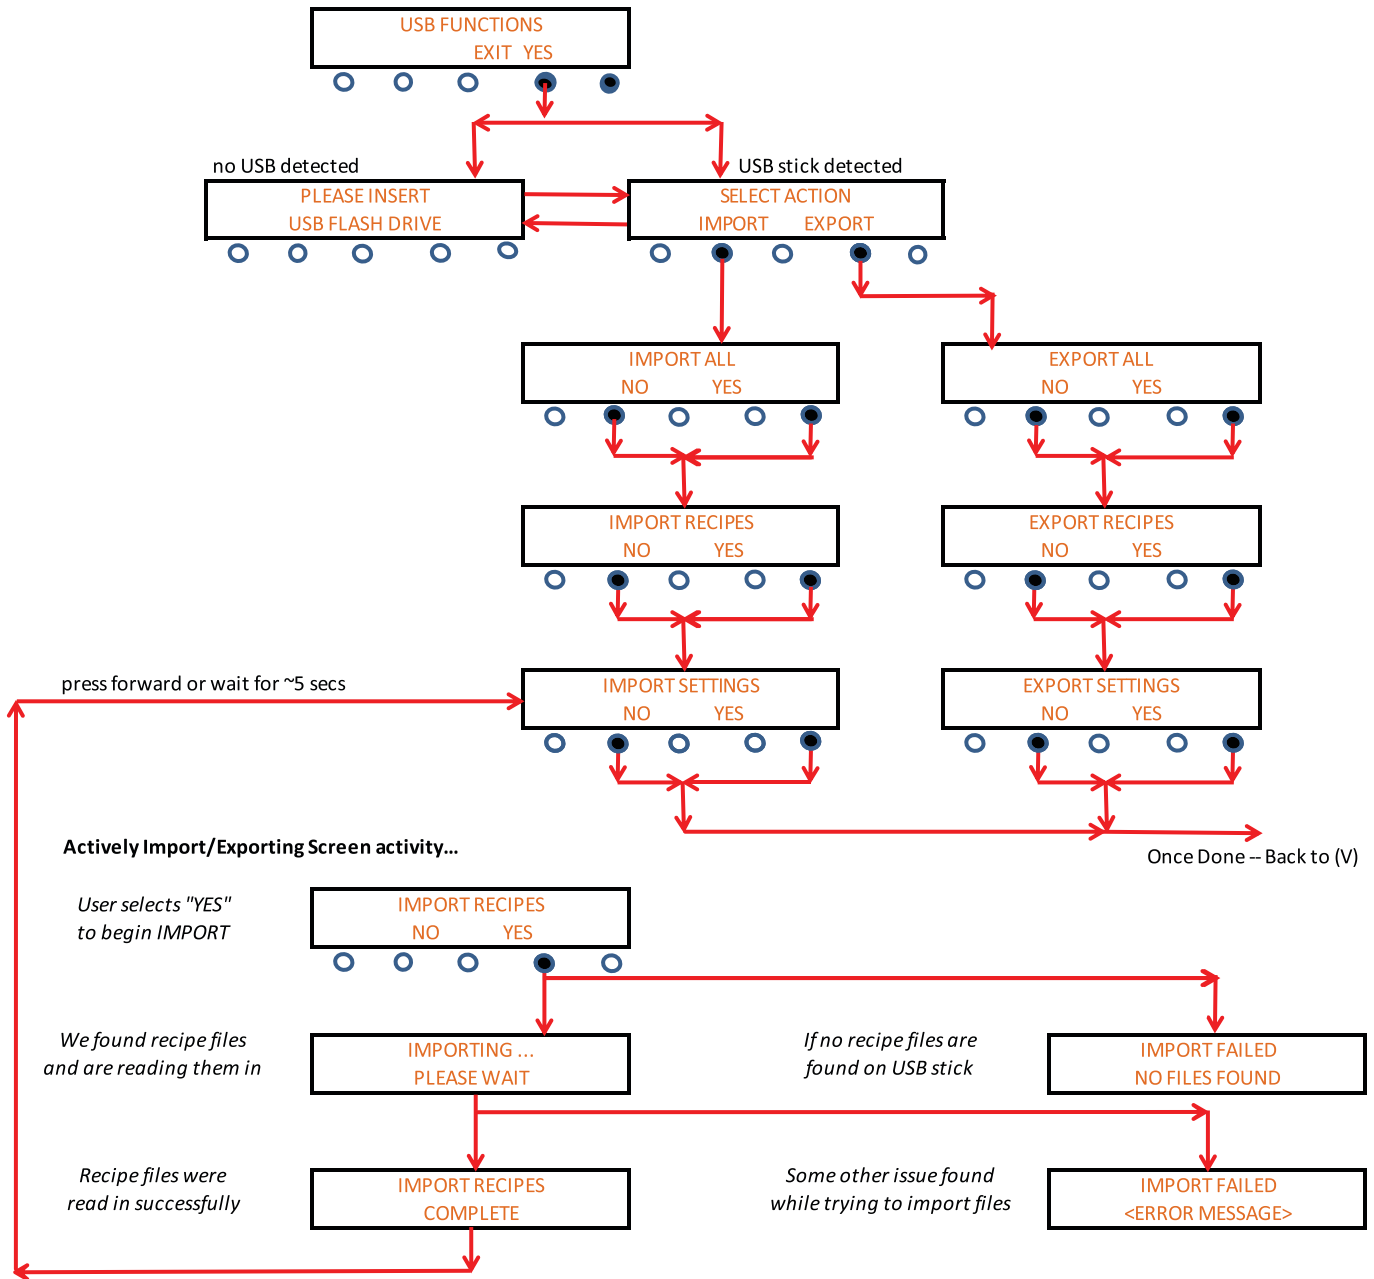 USB FUNCTIONS
EXIT YES
no USB detected
USB stick detected
PLEASE INSERT
USB FLASH DRIVE
SELECT ACTION
IMPORT EXPORT
IMPORT ALL
NO YES
EXPORT ALL
NO YES
IMPORT RECIPES
NO YES
EXPORT RECIPES
NO YES
press forward or wait for ~5 secs
IMPORT SETTINGS
NO YES
EXPORT SETTINGS
NO YES
Actively Import/Exporting Screen activity...
Once Done -- Back to (V)
User selects "YES"
to begin IMPORT
IMPORT RECIPES
NO YES
We found recipe files
and are reading them in
IMPORTING ...
PLEASE WAIT
If no recipe files are
found on USB stick
IMPORT FAILED
NO FILES FOUND
Recipe files were
read in successfully
IMPORT RECIPES
COMPLETE
Some other issue found
while trying to import files
IMPORT FAILED
<ERROR MESSAGE>